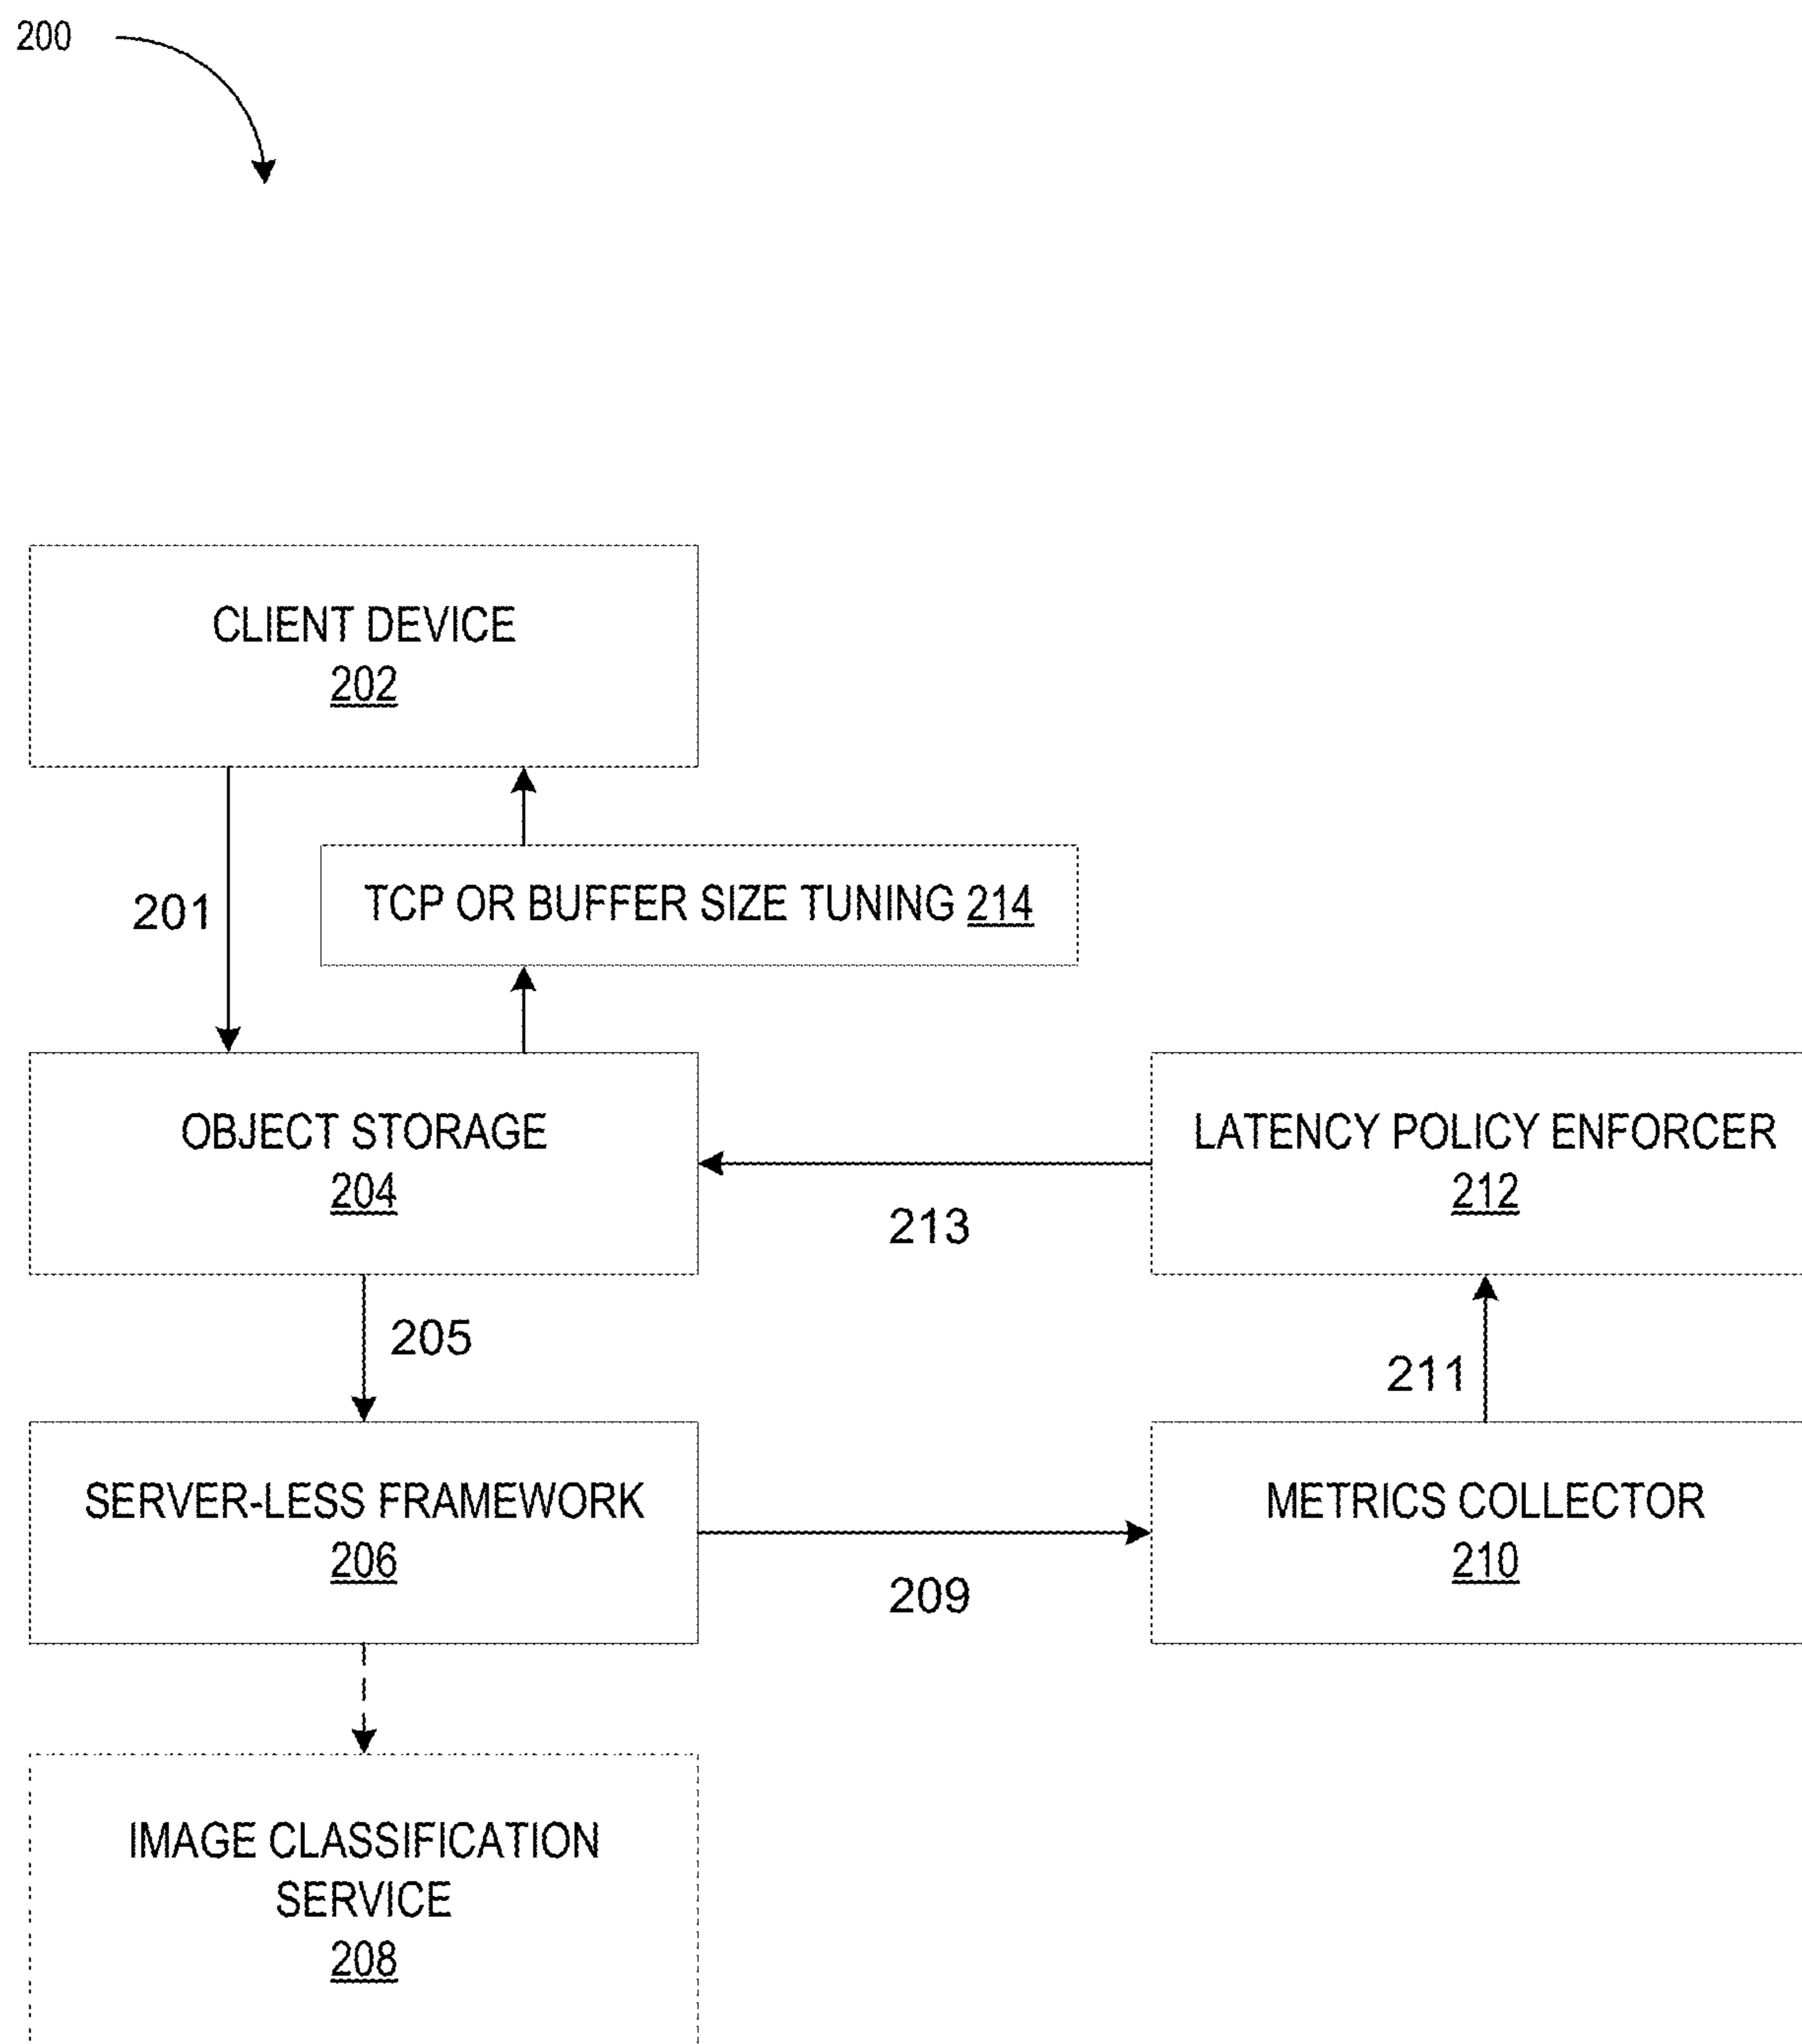 200
CLIENT DEVICE
202
201
TCP OR BUFFER SIZE TUNING 214
OBJECT STORAGE
204
LATENCY POLICY ENFORCER
212
213
205
211
SERVER-LESS FRAMEWORK
206
METRICS COLLECTOR
210
209
IMAGE CLASSIFICATION
SERVICE
208